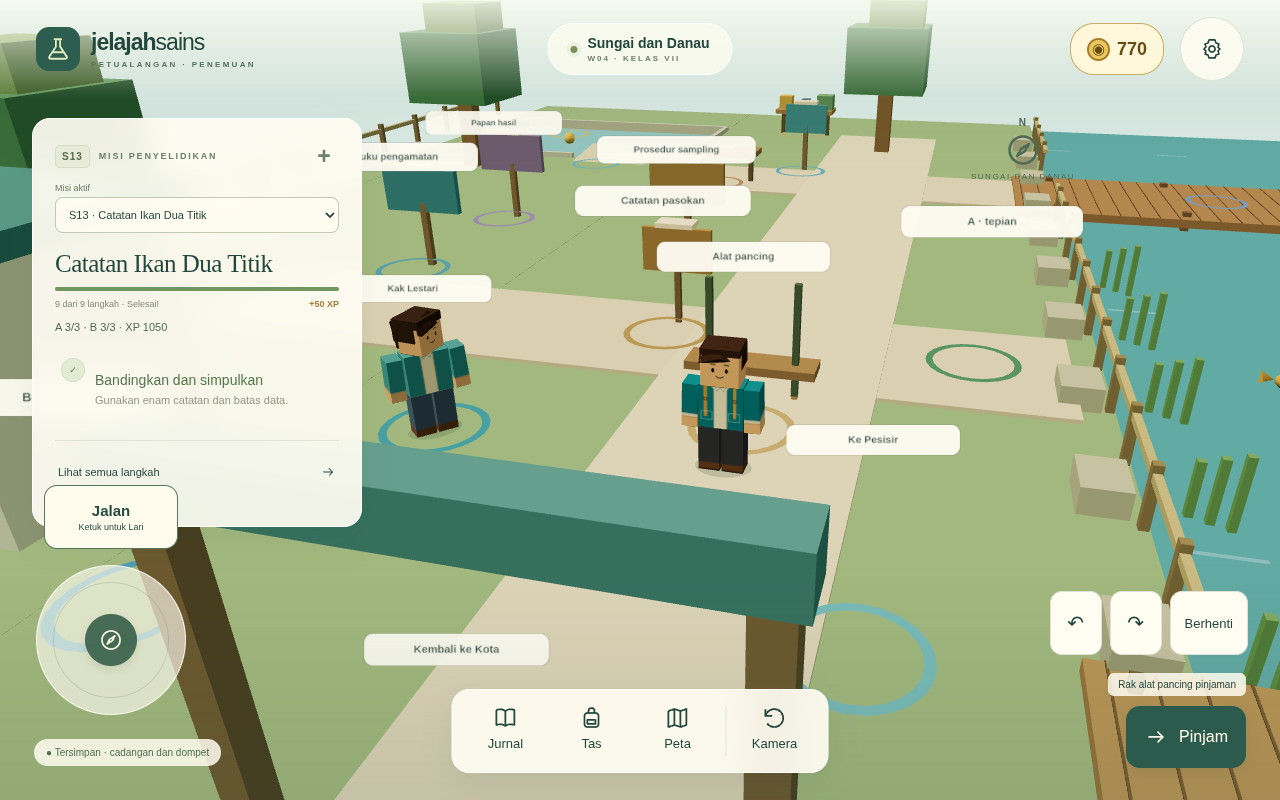 jelajahsains
PETUALANGAN · PENEMUAN
Sungai dan Danau
W04 · KELAS VII
770
S13 MISI PENYELIDIKAN
Misi aktif
S13 · Catatan Ikan Dua Titik
Catatan Ikan Dua Titik
9 dari 9 langkah · Selesai!
+50 XP
A 3/3 · B 3/3 · XP 1050
Bandingkan dan simpulkan
Gunakan enam catatan dan batas data.
Lihat semua langkah
Jalan
Ketuk untuk Lari
Papan hasil
pengamatan
Prosedur sampling
Catatan pasokan
Alat pancing
Kak Lestari
N
SUNGAI DAN DANAU
A · tepian
B
Ke Pesisir
Kembali ke Kota
Berhenti
Rak alat pancing pinjaman
Pinjam
Jurnal
Tas
Peta
Kamera
Tersimpan · cadangan dan dompet